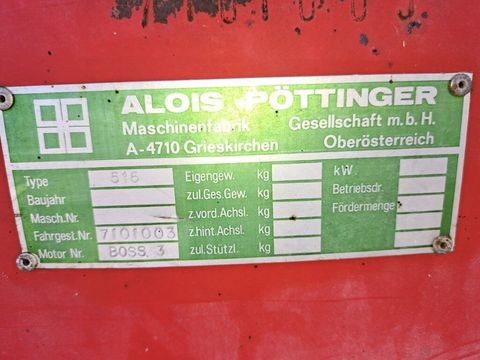 ALOIS PÖTTINGER
Maschinenfabrik Gesellschaft m.b.H.
A-4710 Grieskirchen Oberösterreich
Type 516 Eigengew. kg kW
Baujahr zul.Ges.Gew. kg Betriebsdr.
Masch.Nr. z.vord.Achsl. kg Fördermenge
Fahrgest.Nr. 7101003 z.hint.Achsl. kg
Motor Nr. BOSS 3 zul.Stützl. kg